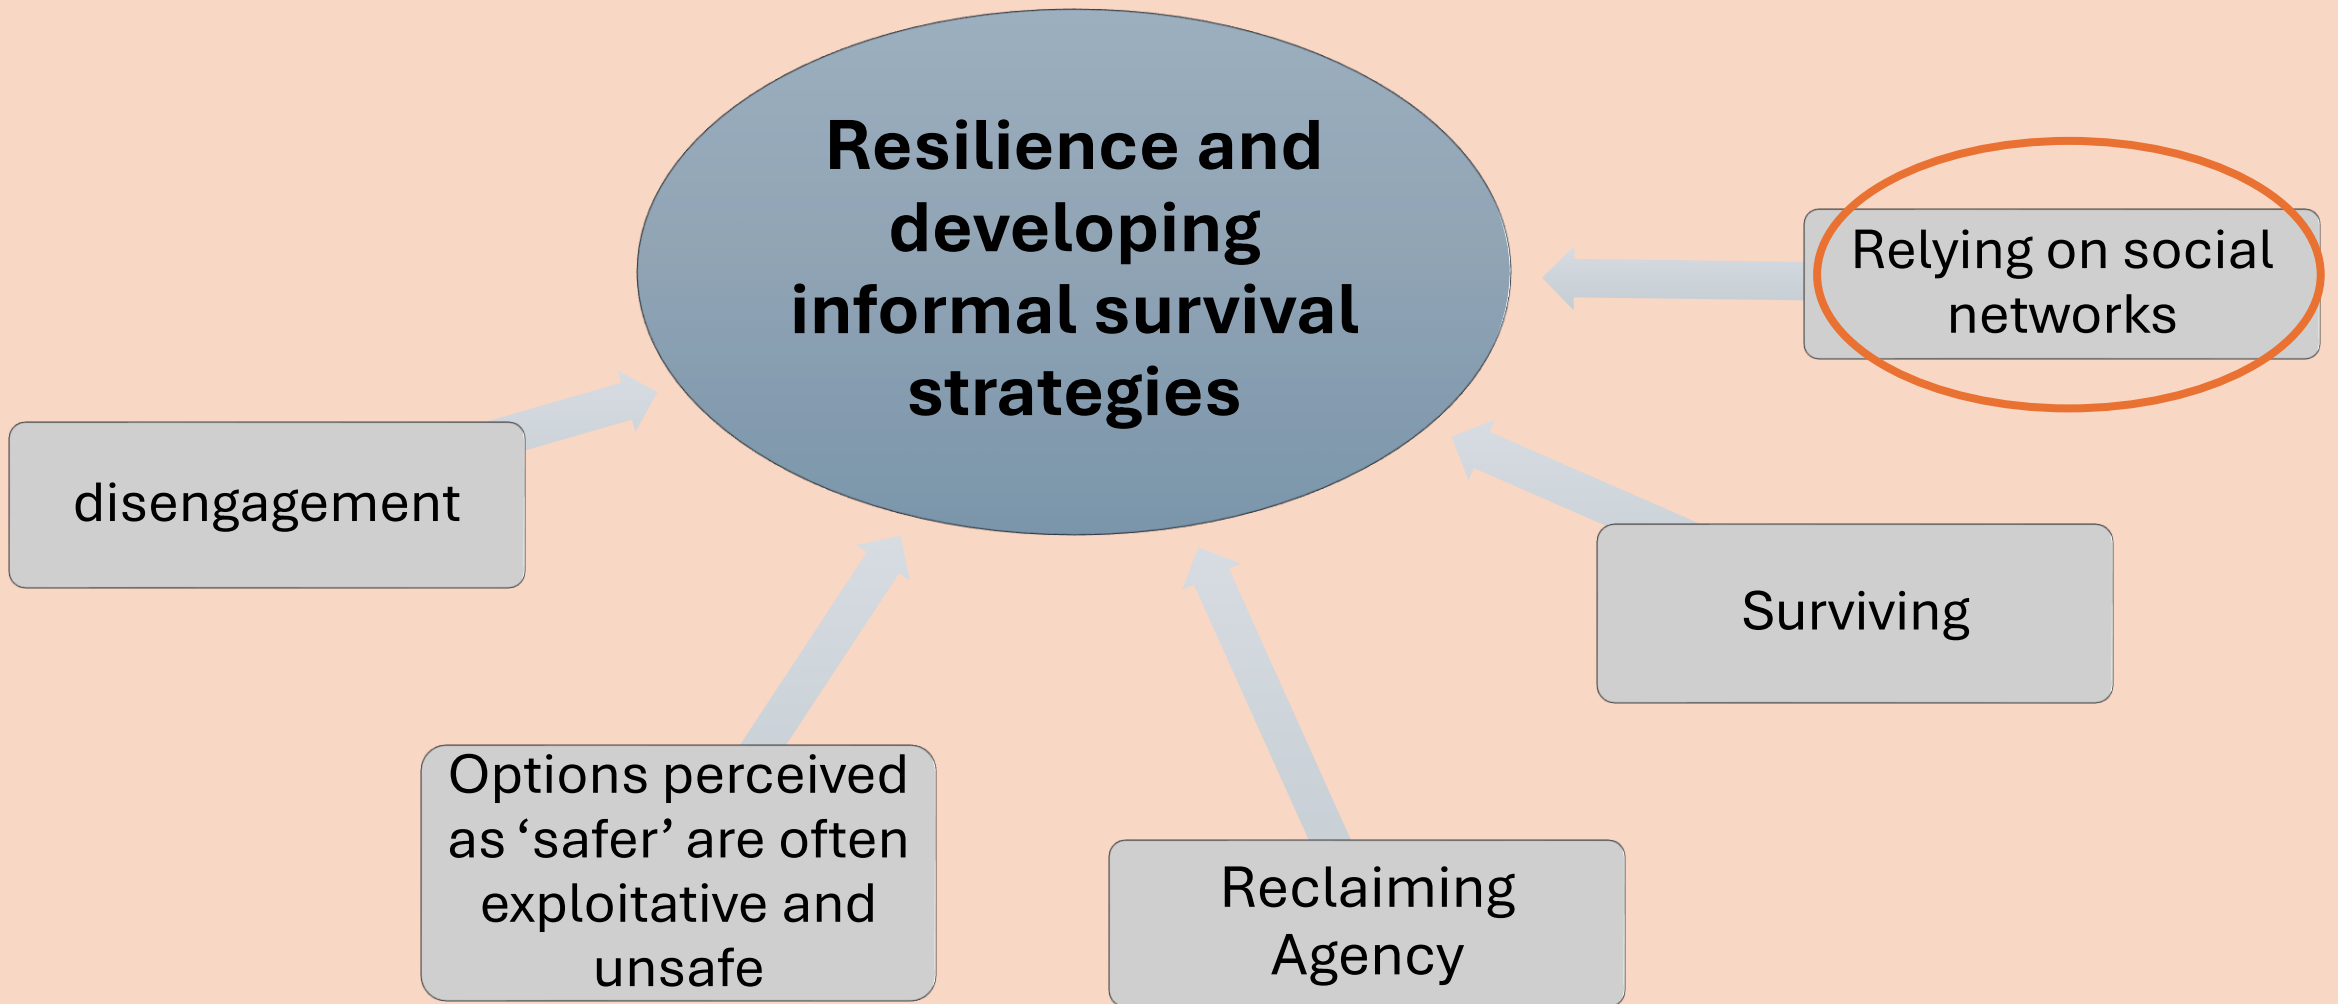 Resilience and
developing
informal survival
strategies
Relying on social
networks
disengagement
Surviving
Options perceived
as ‘safer’ are often
exploitative and
unsafe
Reclaiming
Agency